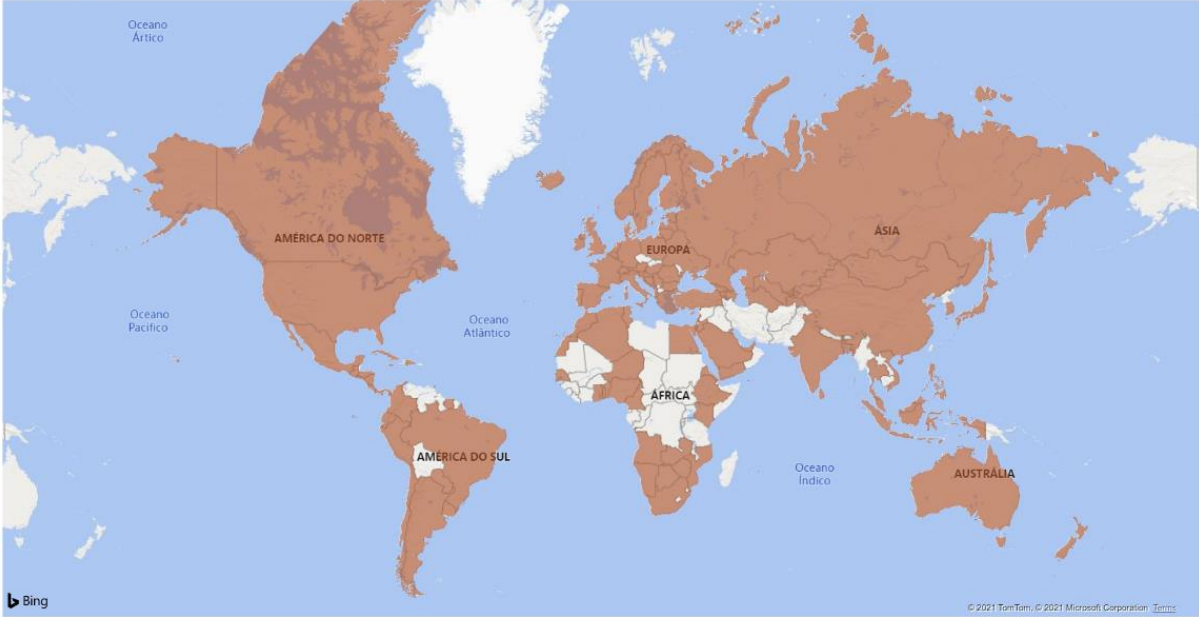 Oceano
Ártico
AMÉRICA DO NORTE
EUROPA
ÁSIA
Oceano
Pacífico
Oceano
Atlântico
ÁFRICA
AMÉRICA DO SUL
Oceano
Índico
AUSTRÁLIA
Bing
© 2021 TomTom, © 2021 Microsoft Corporation Terms